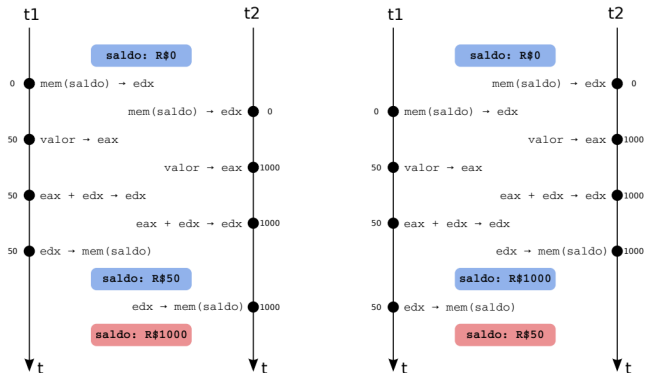 t1 t2
saldo: R$0
0 mem(saldo) → edx
mem(saldo) → edx 0
50 valor → eax
valor → eax 1000
50 eax + edx → edx
eax + edx → edx 1000
50 edx → mem(saldo)
saldo: R$50
edx → mem(saldo) 1000
saldo: R$1000
t t
t1 t2
saldo: R$0
mem(saldo) → edx 0
0 mem(saldo) → edx
valor → eax 1000
50 valor → eax
eax + edx → edx 1000
50 eax + edx → edx
edx → mem(saldo) 1000
saldo: R$1000
50 edx → mem(saldo)
saldo: R$50
t t